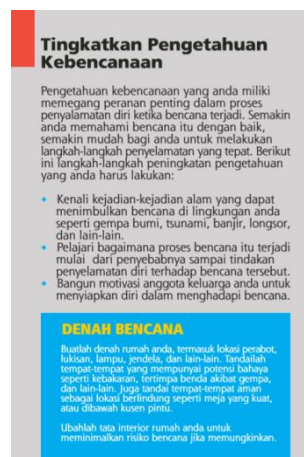 Tingkatkan Pengetahuan
Kebencanaan
Pengetahuan kebencanaan yang anda miliki
memegang peranan penting dalam proses
penyalamatan diri ketika bencana terjadi. Semakin
anda memahami bencana itu dengan baik,
semakin mudah bagi anda untuk melakukan
langkah-langkah penyelamatan yang tepat. Berikut
ini langkah-langkah peningkatan pengetahuan
yang anda harus lakukan:
• Kenali kejadian-kejadian alam yang dapat
menimbulkan bencana di lingkungan anda
seperti gempa bumi, tsunami, banjir, longsor,
dan lain-lain.
• Pelajari bagaimana proses bencana itu terjadi
mulai dari penyebabnya sampai tindakan
penyelamatan diri terhadap bencana tersebut.
• Bangun motivasi anggota keluarga anda untuk
menyiapkan diri dalam menghadapi bencana.
DENAH BENCANA
Buatlah denah rumah anda, termasuk lokasi perabot,
lukisan, lampu, jendela, dan lain-lain. Tandailah
tempat-tempat yang mempunyai potensi bahaya
seperti kebakaran, tertimpa benda akibat gempa,
dan lain-lain. Juga tandai tempat-tempat aman
sebagai lokasi berlindung seperti meja yang kuat,
atau dibawah kusen pintu.
Ubahlah tata interior rumah anda untuk
meminimalkan risiko bencana jika memungkinkan.